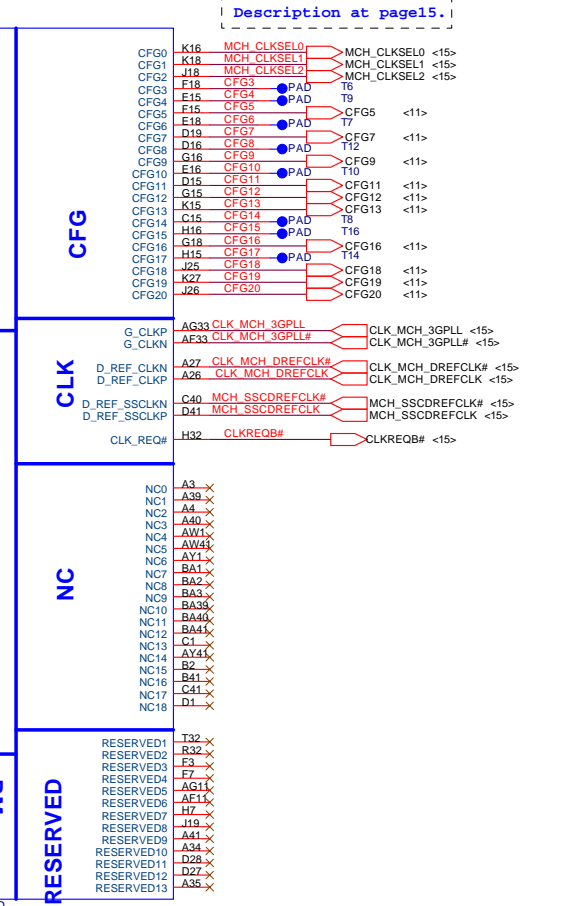 Description at page15.
CFG
CFG0 K16 MCH_CLKSEL0 MCH_CLKSEL0 <15>
CFG1 K18 MCH_CLKSEL1 MCH_CLKSEL1 <15>
CFG2 J18 MCH_CLKSEL2 MCH_CLKSEL2 <15>
CFG3 F18 CFG3 PAD T6
CFG4 E15 CFG4 PAD T9
CFG5 F15 CFG5 CFG5 <11>
CFG6 E18 CFG6 PAD T7
CFG7 D19 CFG7 CFG7 <11>
CFG8 D16 CFG8 PAD T12
CFG9 G16 CFG9 CFG9 <11>
CFG10 E16 CFG10 PAD T10
CFG11 D15 CFG11 CFG11 <11>
CFG12 G15 CFG12 CFG12 <11>
CFG13 K15 CFG13 CFG13 <11>
CFG14 C15 CFG14 PAD T8
CFG15 H16 CFG15 PAD T16
CFG16 G18 CFG16 CFG16 <11>
CFG17 H15 CFG17 PAD T14
CFG18 J25 CFG18 CFG18 <11>
CFG19 K27 CFG19 CFG19 <11>
CFG20 J26 CFG20 CFG20 <11>
CLK
G_CLKP AG33 CLK_MCH_3GPLL CLK_MCH_3GPLL <15>
G_CLKN AF33 CLK_MCH_3GPLL# CLK_MCH_3GPLL# <15>
D_REF_CLKN A27 CLK_MCH_DREFCLK# CLK_MCH_DREFCLK# <15>
D_REF_CLKP A26 CLK_MCH_DREFCLK CLK_MCH_DREFCLK <15>
D_REF_SSCLKN C40 MCH_SSCDREFCLK# MCH_SSCDREFCLK# <15>
D_REF_SSCLKP D41 MCH_SSCDREFCLK MCH_SSCDREFCLK <15>
CLK_REQ# H32 CLKREQB# CLKREQB# <15>
NC
NC0 A3
NC1 A39
NC2 A4
NC3 A40
NC4 AW1
NC5 AW41
NC6 AY1
NC7 BA1
NC8 BA2
NC9 BA3
NC10 BA39
NC11 BA40
NC12 BA41
NC13 C1
NC14 AY41
NC15 B2
NC16 B41
NC17 C41
NC18 D1
RESERVED
RESERVED1 T32
RESERVED2 R32
RESERVED3 F3
RESERVED4 F7
RESERVED5 AG11
RESERVED6 AF11
RESERVED7 H7
RESERVED8 J19
RESERVED9 A41
RESERVED10 A34
RESERVED11 D28
RESERVED12 D27
RESERVED13 A35